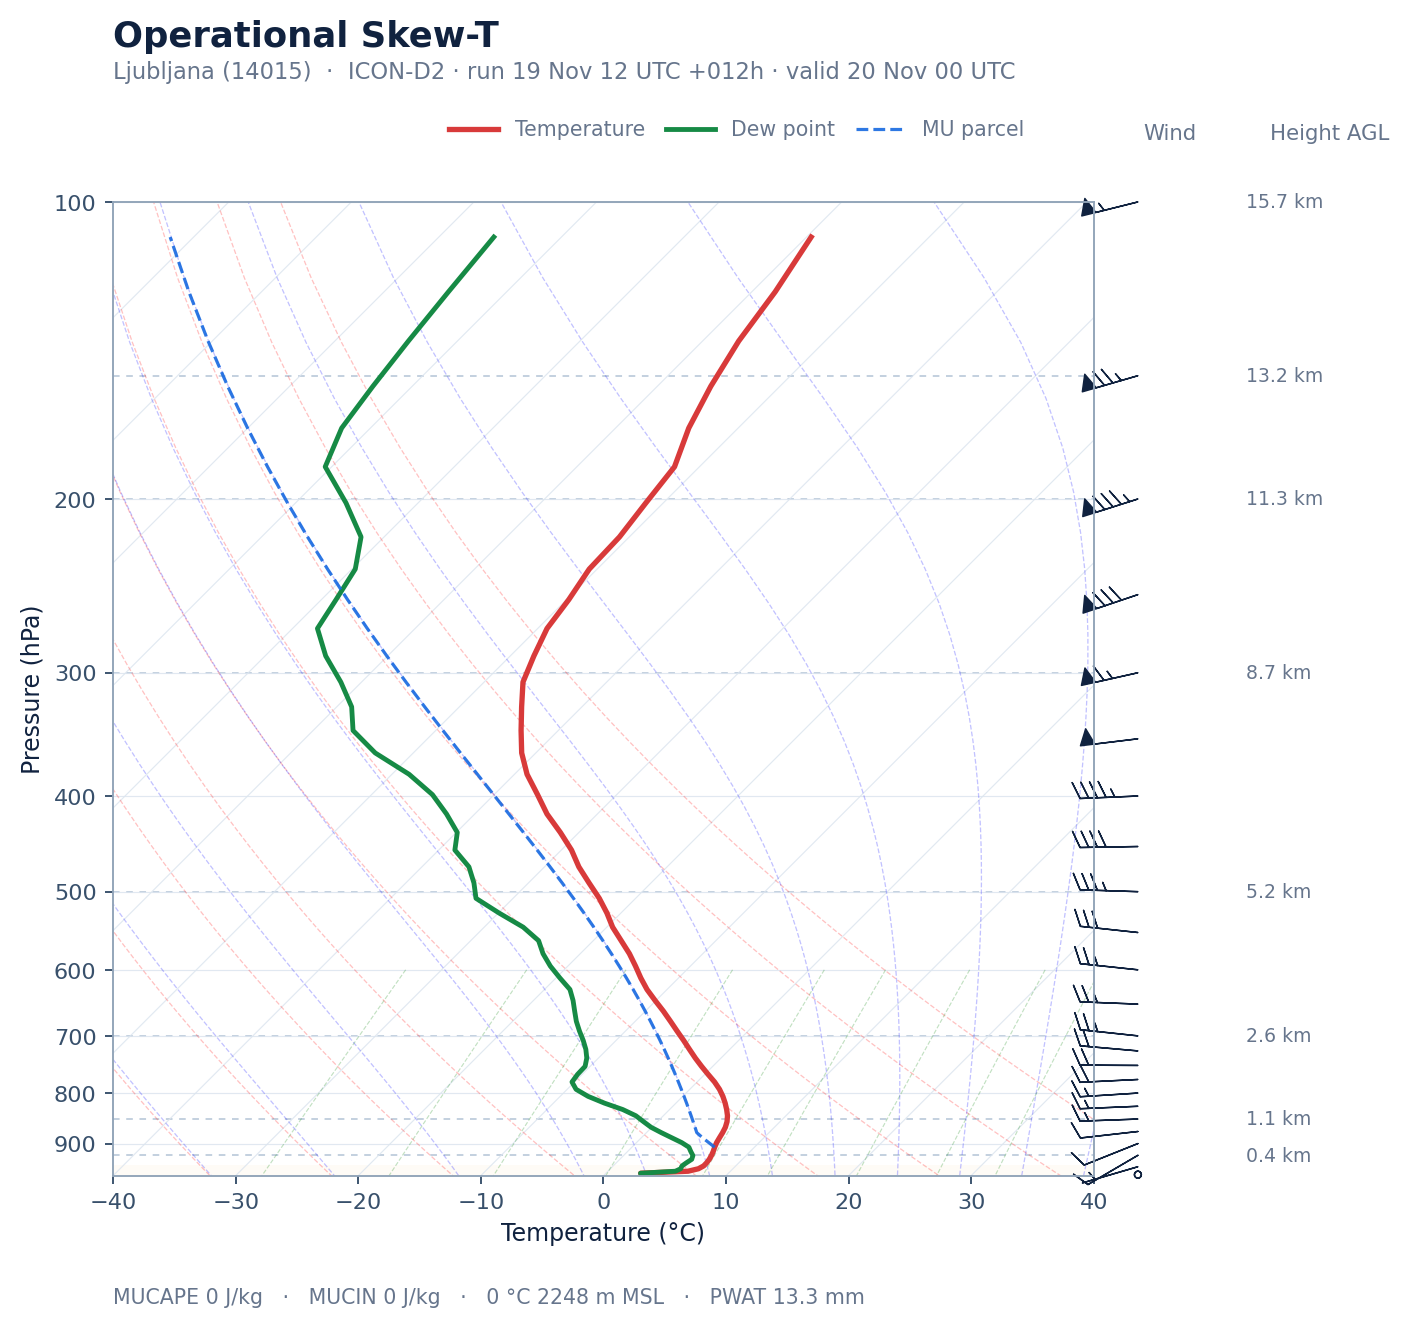 Operational Skew-T
Ljubljana (14015)  ·  ICON-D2 · run 19 Nov 12 UTC +012h · valid 20 Nov 00 UTC
Temperature   Dew point   MU parcel   Wind   Height AGL
100   15.7 km
13.2 km
200   11.3 km
300   8.7 km
400
500   5.2 km
600
700   2.6 km
800
1.1 km
900
0.4 km
Pressure (hPa)
−40   −30   −20   −10   0   10   20   30   40
Temperature (°C)
MUCAPE 0 J/kg   ·   MUCIN 0 J/kg   ·   0 °C 2248 m MSL   ·   PWAT 13.3 mm